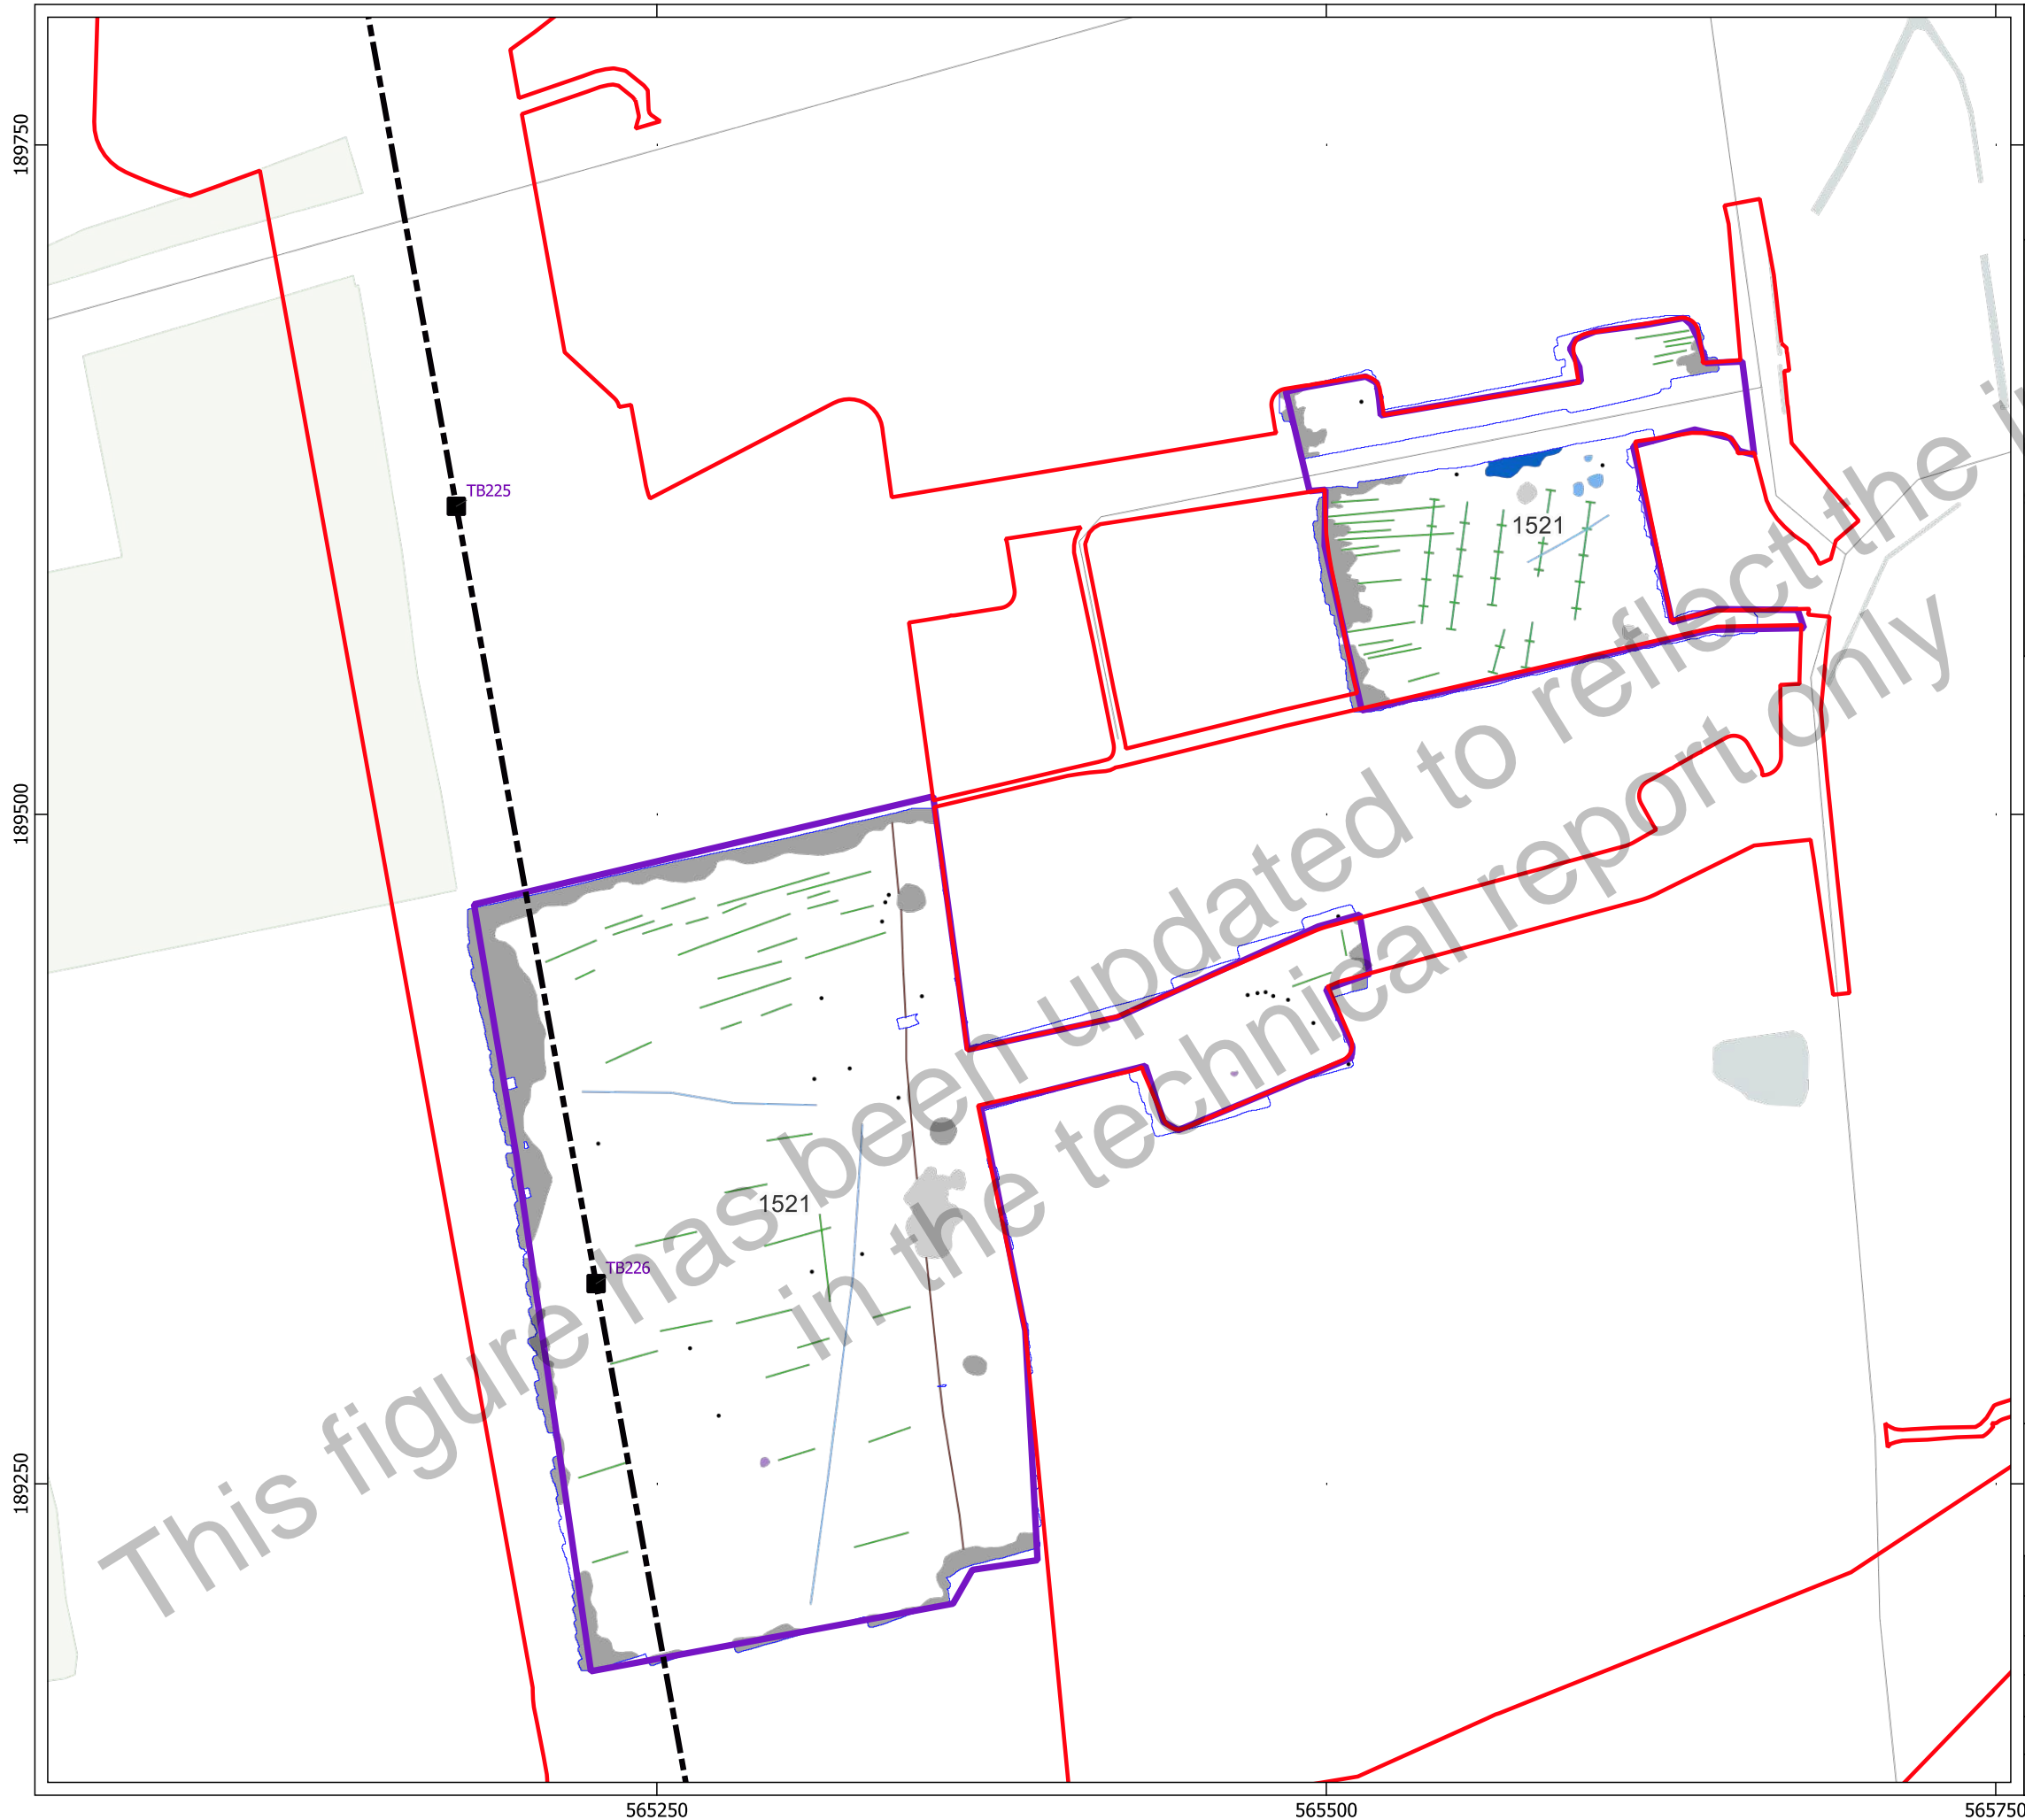 189750
TB225
1521
189500
This figure has been updated to reflect the i
in the technical report only
1521
TB226
189250
565250
565500
565750